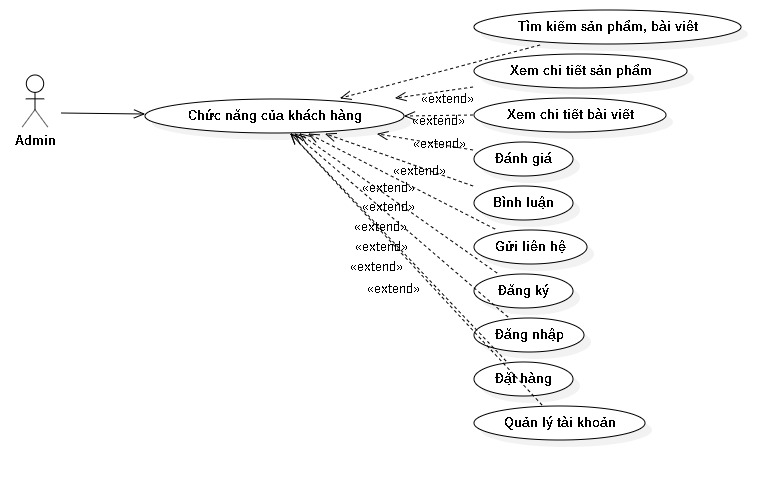 Tìm kiếm sản phẩm, bài viết
Xem chi tiết sản phẩm
«extend»
Chức năng của khách hàng
Xem chi tiết bài viết
«extend»
Admin
«extend»
Đánh giá
«extend»
«extend»
Bình luận
«extend»
«extend»
Gửi liên hệ
«extend»
«extend»
Đăng ký
«extend»
Đăng nhập
Đặt hàng
Quản lý tài khoản